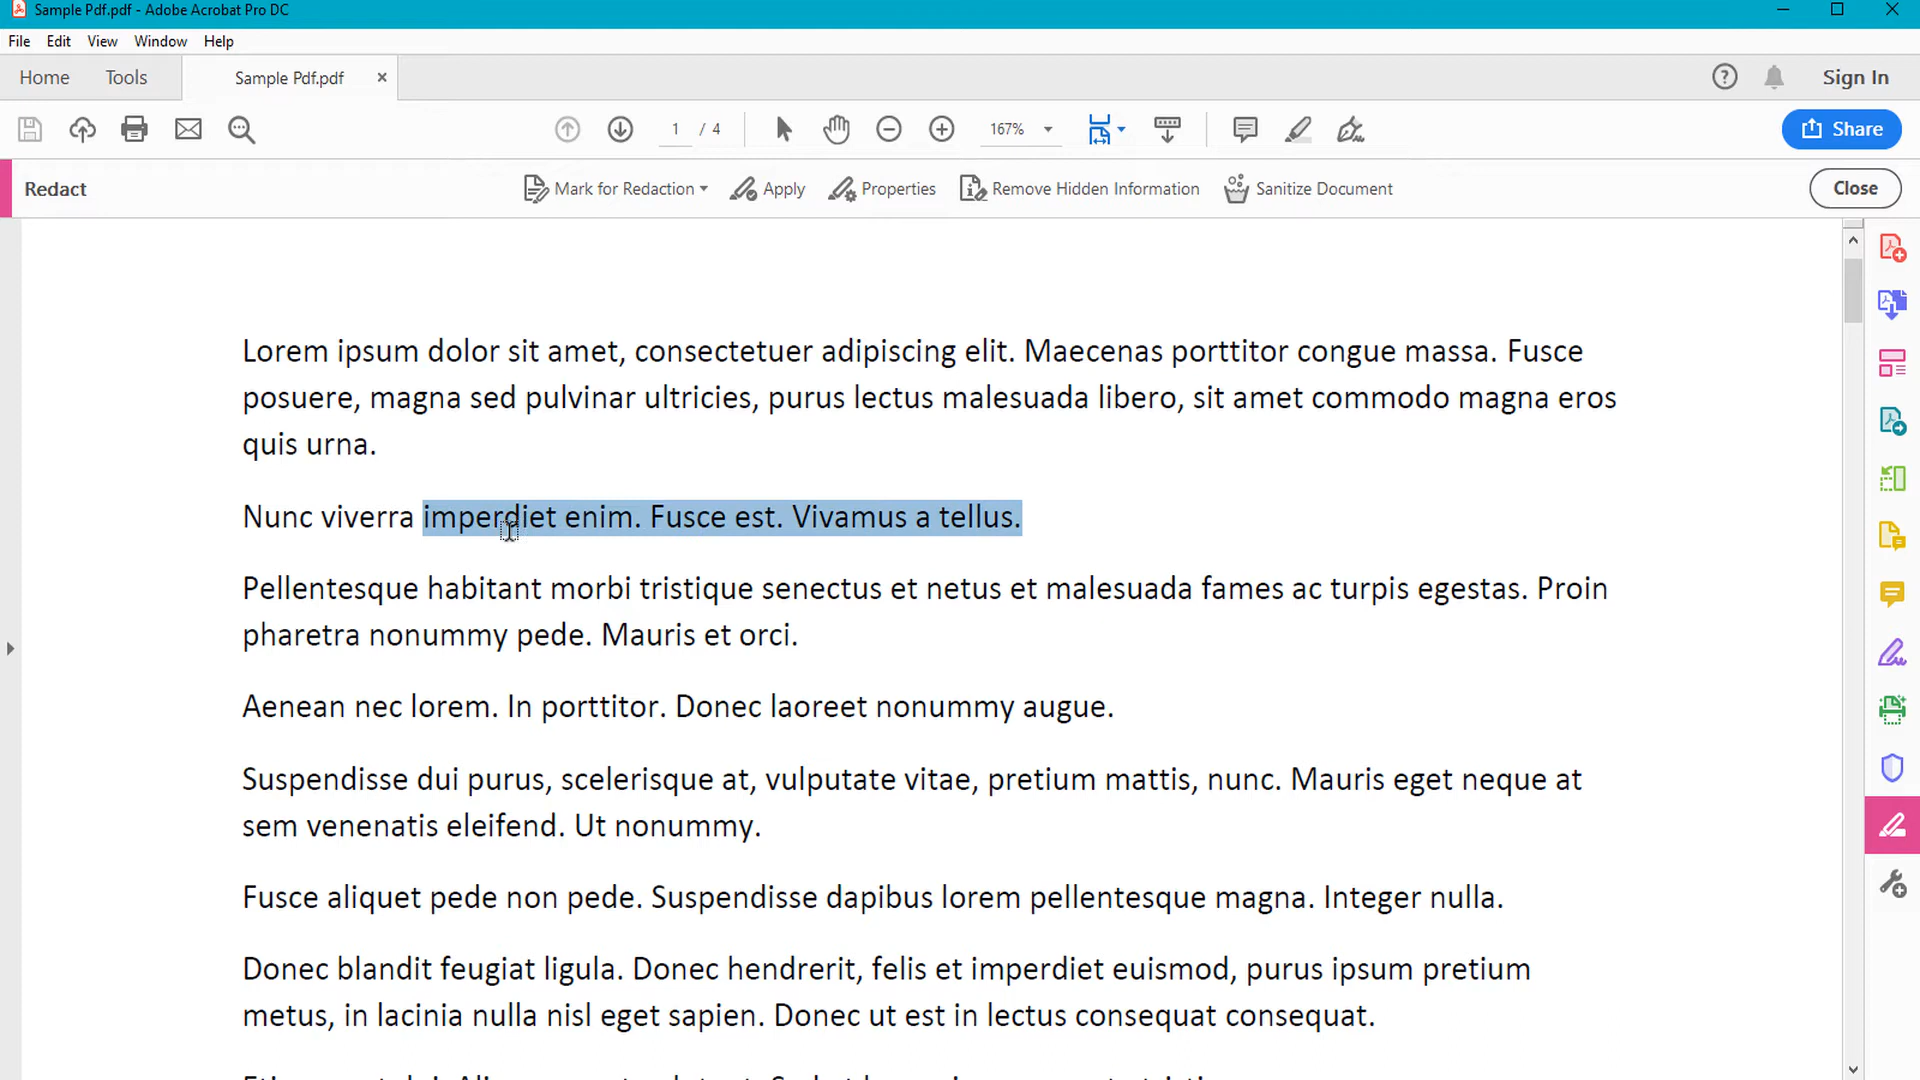 Sample Pdf.pdf - Adobe Acrobat Pro DC
File Edit View Window Help
Home Tools Sample Pdf.pdf Sign In
1 / 4 167% Share
Redact Mark for Redaction Apply Properties Remove Hidden Information Sanitize Document Close
Lorem ipsum dolor sit amet, consectetuer adipiscing elit. Maecenas porttitor congue massa. Fusce
posuere, magna sed pulvinar ultricies, purus lectus malesuada libero, sit amet commodo magna eros
quis urna.
Nunc viverra imperdiet enim. Fusce est. Vivamus a tellus.
Pellentesque habitant morbi tristique senectus et netus et malesuada fames ac turpis egestas. Proin
pharetra nonummy pede. Mauris et orci.
Aenean nec lorem. In porttitor. Donec laoreet nonummy augue.
Suspendisse dui purus, scelerisque at, vulputate vitae, pretium mattis, nunc. Mauris eget neque at
sem venenatis eleifend. Ut nonummy.
Fusce aliquet pede non pede. Suspendisse dapibus lorem pellentesque magna. Integer nulla.
Donec blandit feugiat ligula. Donec hendrerit, felis et imperdiet euismod, purus ipsum pretium
metus, in lacinia nulla nisl eget sapien. Donec ut est in lectus consequat consequat.